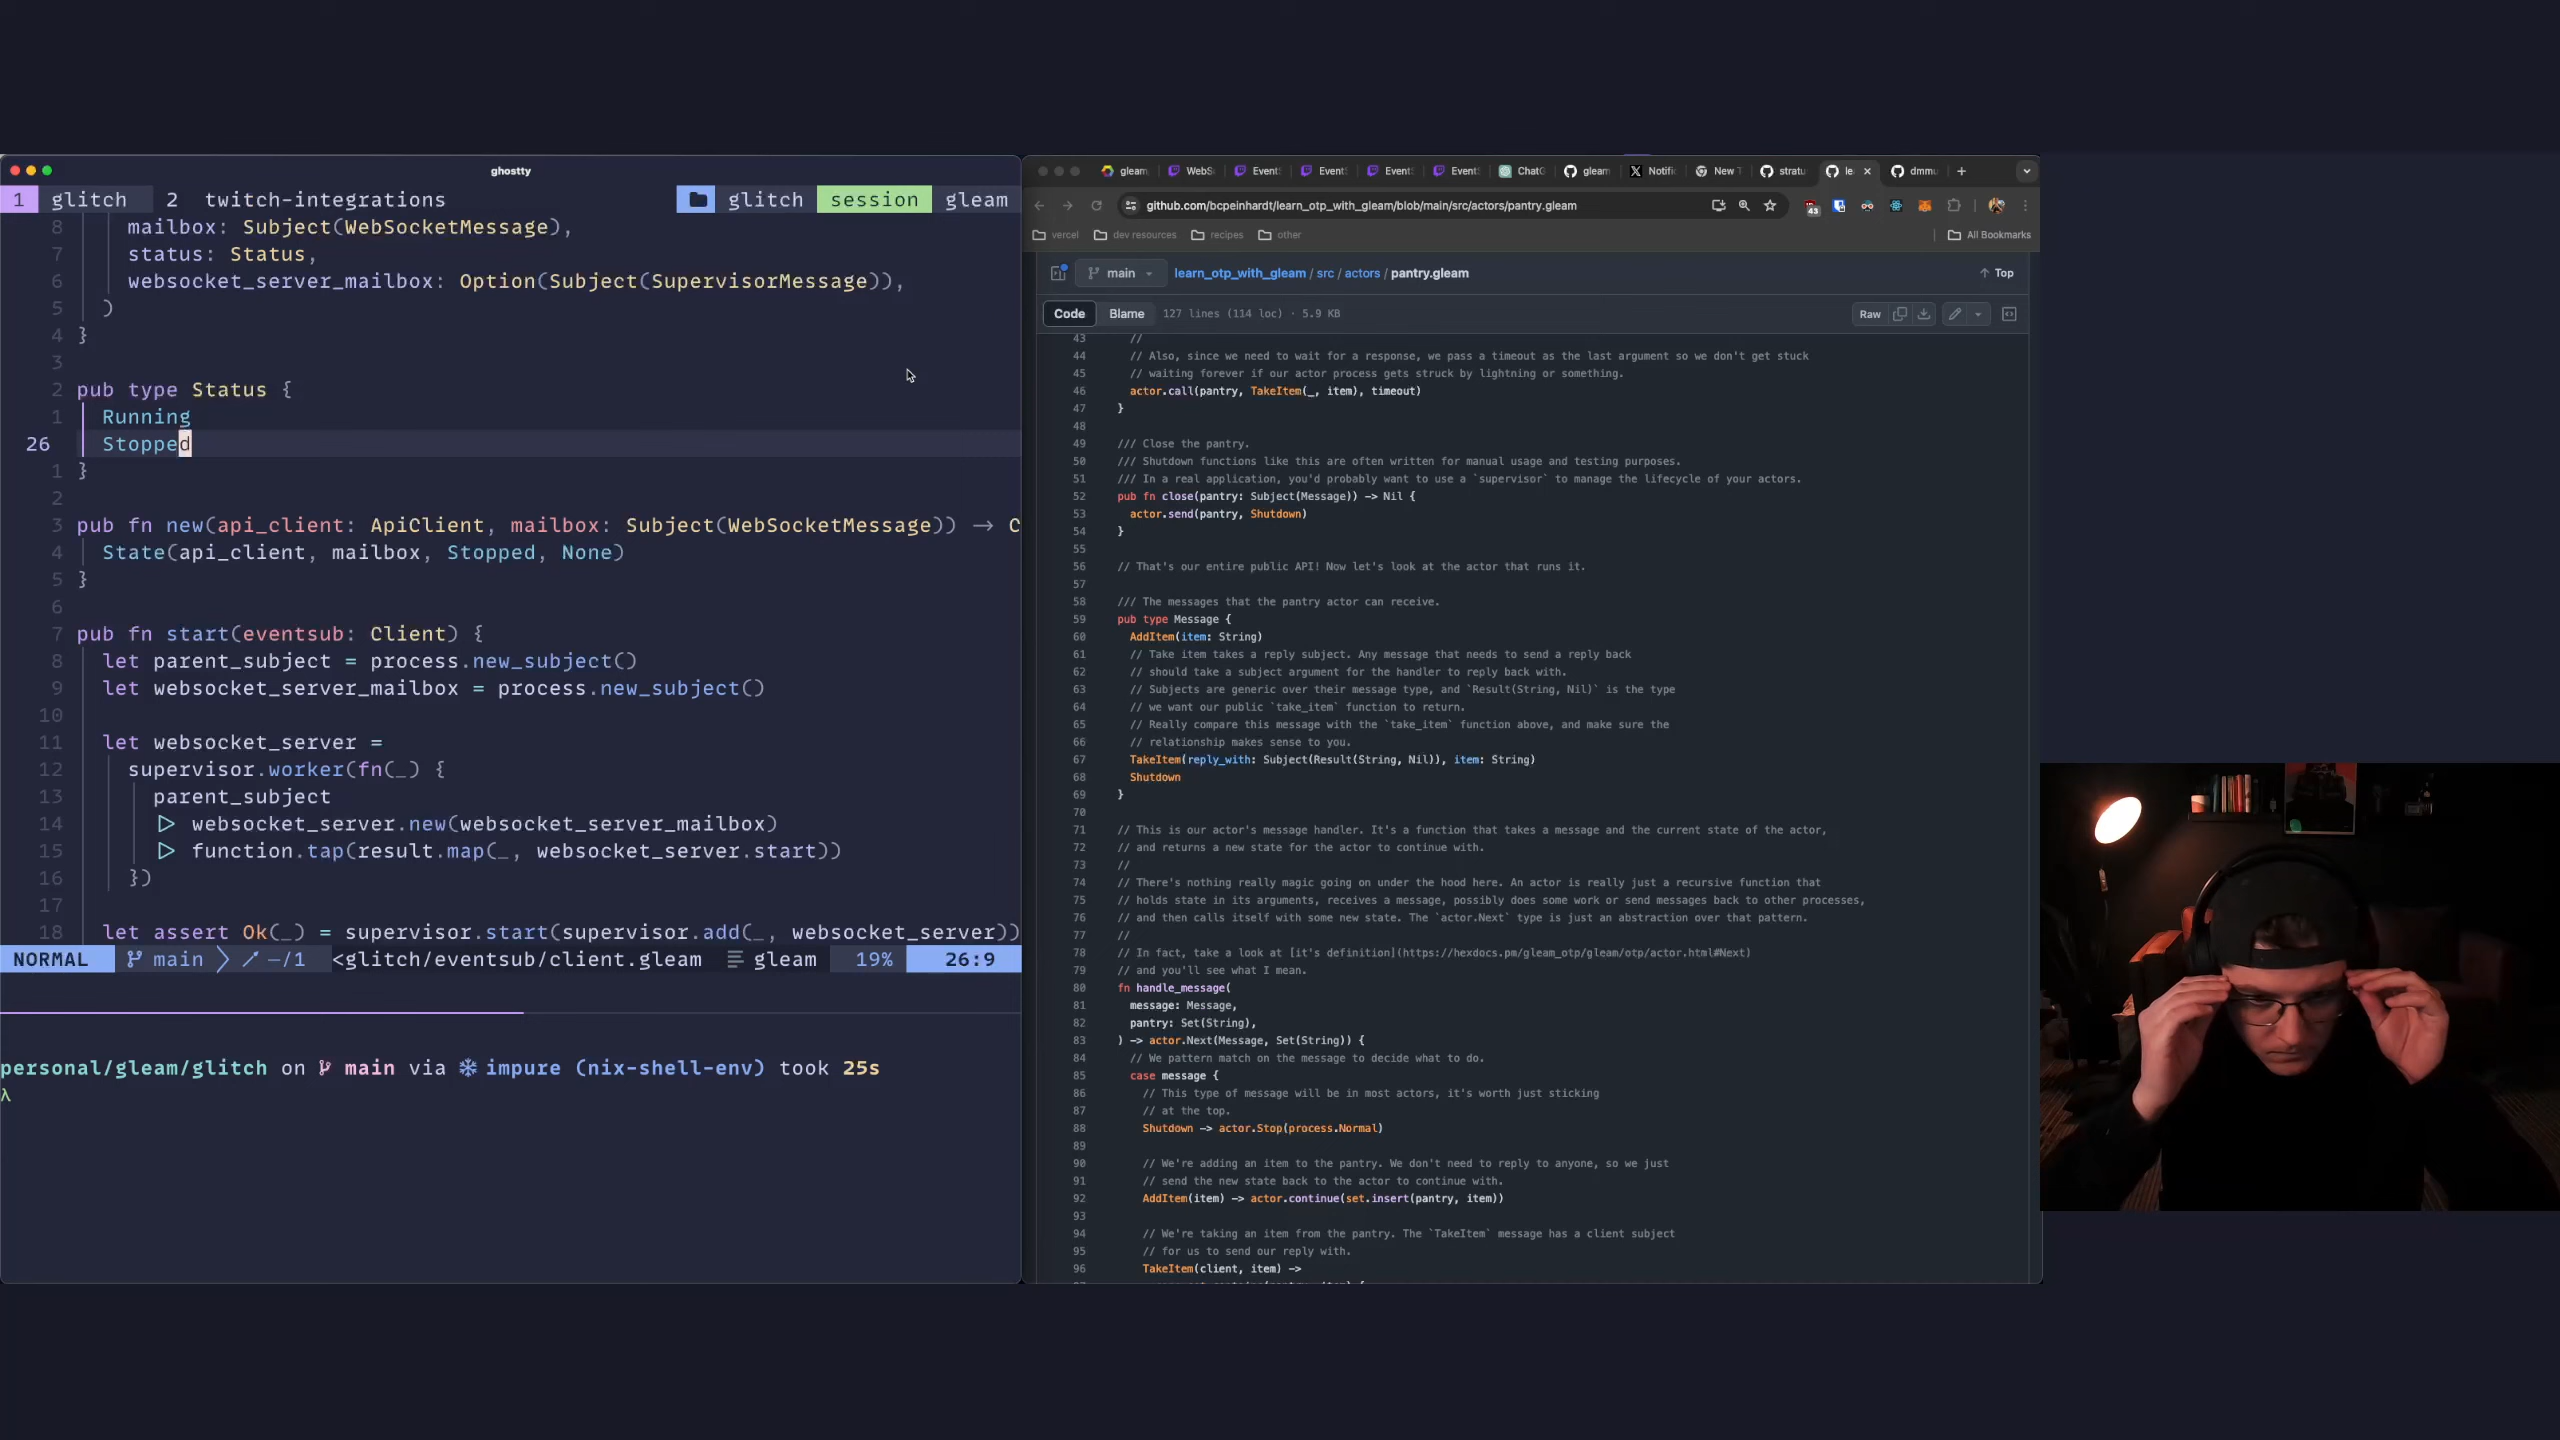 ghostty
1 glitch 2 twitch-integrations glitch session gleam
8 mailbox: Subject(WebSocketMessage),
7 status: Status,
6 websocket_server_mailbox: Option(Subject(SupervisorMessage)),
5 )
4 }
3
2 pub type Status {
1 Running
26 Stopped
1 }
2
3 pub fn new(api_client: ApiClient, mailbox: Subject(WebSocketMessage)) → C
4 State(api_client, mailbox, Stopped, None)
5 }
6
7 pub fn start(eventsub: Client) {
8 let parent_subject = process.new_subject()
9 let websocket_server_mailbox = process.new_subject()
10
11 let websocket_server =
12 supervisor.worker(fn(_) {
13 parent_subject
14 ▷ websocket_server.new(websocket_server_mailbox)
15 ▷ function.tap(result.map(_, websocket_server.start))
16 })
17
18 let assert Ok(_) = supervisor.start(supervisor.add(_, websocket_server))
NORMAL main -/1 <glitch/eventsub/client.gleam gleam 19% 26:9
personal/gleam/glitch on main via impure (nix-shell-env) took 25s
λ
gleam WebS Event Event Event Event ChatG gleam Notifi New T stratu le dmmu
github.com/bcpeinhardt/learn_otp_with_gleam/blob/main/src/actors/pantry.gleam 43
vercel dev resources recipes other All Bookmarks
main learn_otp_with_gleam / src / actors / pantry.gleam Top
Code Blame 127 lines (114 loc) · 5.9 KB Raw
43 //
44 // Also, since we need to wait for a response, we pass a timeout as the last argument so we don't get stuck
45 // waiting forever if our actor process gets struck by lightning or something.
46 actor.call(pantry, TakeItem(_, item), timeout)
47 }
48
49 /// Close the pantry.
50 /// Shutdown functions like this are often written for manual usage and testing purposes.
51 /// In a real application, you'd probably want to use a `supervisor` to manage the lifecycle of your actors.
52 pub fn close(pantry: Subject(Message)) -> Nil {
53 actor.send(pantry, Shutdown)
54 }
55
56 // That's our entire public API! Now let's look at the actor that runs it.
57
58 /// The messages that the pantry actor can receive.
59 pub type Message {
60 AddItem(item: String)
61 // Take item takes a reply subject. Any message that needs to send a reply back
62 // should take a subject argument for the handler to reply back with.
63 // Subjects are generic over their message type, and `Result(String, Nil)` is the type
64 // we want our public `take_item` function to return.
65 // Really compare this message with the `take_item` function above, and make sure the
66 // relationship makes sense to you.
67 TakeItem(reply_with: Subject(Result(String, Nil)), item: String)
68 Shutdown
69 }
70
71 // This is our actor's message handler. It's a function that takes a message and the current state of the actor,
72 // and returns a new state for the actor to continue with.
73 //
74 // There's nothing really magic going on under the hood here. An actor is really just a recursive function that
75 // holds state in its arguments, receives a message, possibly does some work or send messages back to other processes,
76 // and then calls itself with some new state. The `actor.Next` type is just an abstraction over that pattern.
77 //
78 // In fact, take a look at [it's definition](https://hexdocs.pm/gleam_otp/gleam/otp/actor.html#Next)
79 // and you'll see what I mean.
80 fn handle_message(
81 message: Message,
82 pantry: Set(String),
83 ) -> actor.Next(Message, Set(String)) {
84 // We pattern match on the message to decide what to do.
85 case message {
86 // This type of message will be in most actors, it's worth just sticking
87 // at the top.
88 Shutdown -> actor.Stop(process.Normal)
89
90 // We're adding an item to the pantry. We don't need to reply to anyone, so we just
91 // send the new state back to the actor to continue with.
92 AddItem(item) -> actor.continue(set.insert(pantry, item))
93
94 // We're taking an item from the pantry. The `TakeItem` message has a client subject
95 // for us to send our reply with.
96 TakeItem(client, item) ->